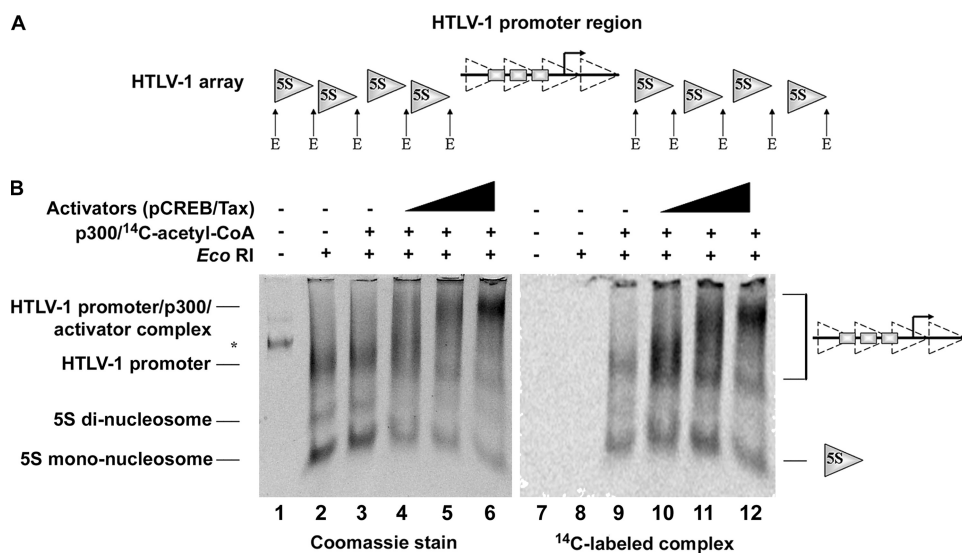 A
HTLV-1 promoter region
HTLV-1 array
5S 5S 5S 5S 5S 5S 5S 5S
E E E E E E E E E E
B
Activators (pCREB/Tax) - - - - - -
p300/¹⁴C-acetyl-CoA - - + + + + - - + + + +
Eco RI - + + + + + - + + + + +
HTLV-1 promoter/p300/
activator complex
*
HTLV-1 promoter
5S di-nucleosome
5S mono-nucleosome
5S
1 2 3 4 5 6 7 8 9 10 11 12
Coomassie stain
¹⁴C-labeled complex